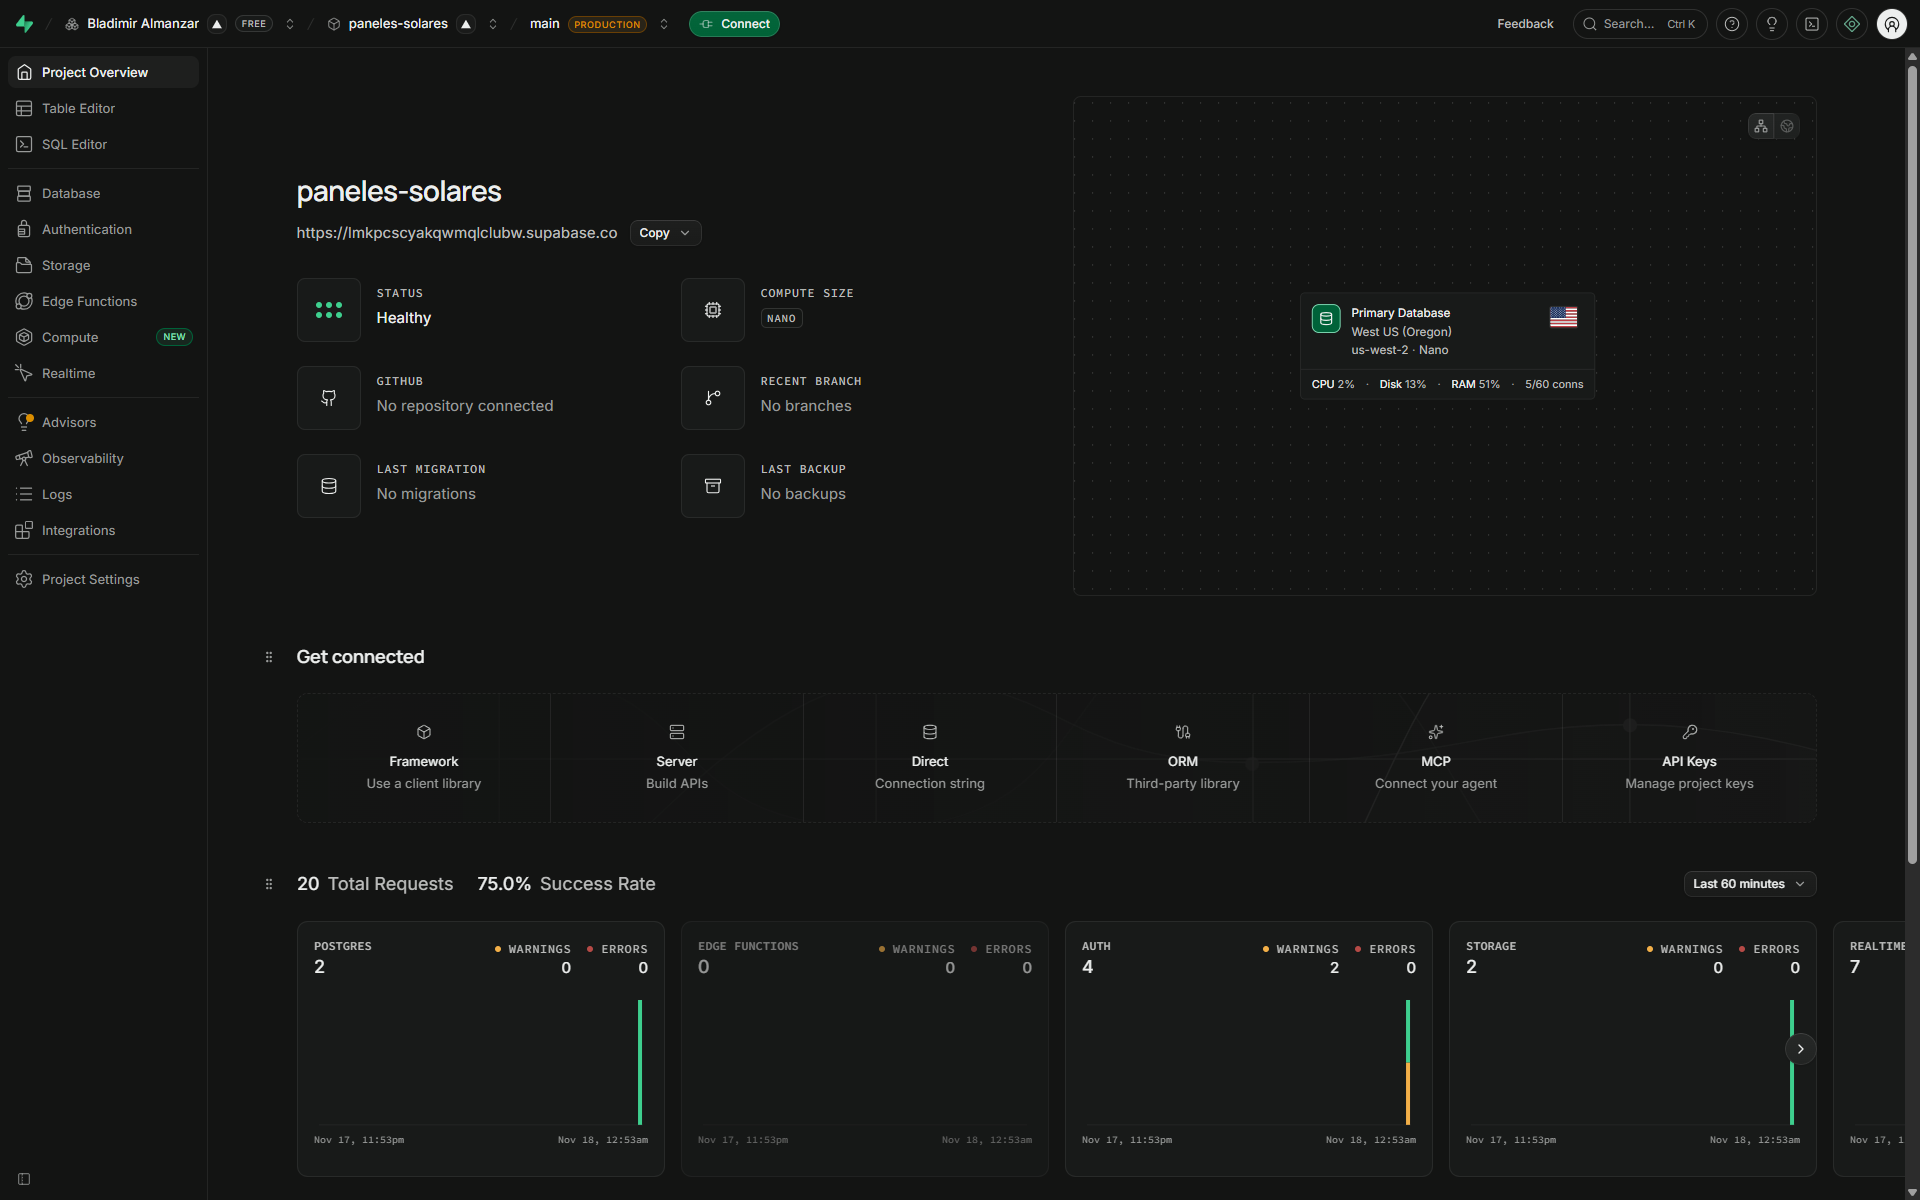 Bladimir Almanzar FREE paneles-solares main PRODUCTION Connect Feedback Search... Ctrl K
Project Overview
Table Editor
SQL Editor
Database
Authentication
Storage
Edge Functions
Compute NEW
Realtime
Advisors
Observability
Logs
Integrations
Project Settings
paneles-solares
https://lmkpcscyakqwmqlclubw.supabase.co Copy
STATUS
Healthy
COMPUTE SIZE
NANO
GITHUB
No repository connected
RECENT BRANCH
No branches
LAST MIGRATION
No migrations
LAST BACKUP
No backups
Primary Database
West US (Oregon)
us-west-2 · Nano
CPU 2% · Disk 13% · RAM 51% · 5/60 conns
Get connected
Framework
Use a client library
Server
Build APIs
Direct
Connection string
ORM
Third-party library
MCP
Connect your agent
API Keys
Manage project keys
20 Total Requests 75.0% Success Rate Last 60 minutes
POSTGRES WARNINGS ERRORS
2 0 0
Nov 17, 11:53pm Nov 18, 12:53am
EDGE FUNCTIONS WARNINGS ERRORS
0 0 0
Nov 17, 11:53pm Nov 18, 12:53am
AUTH WARNINGS ERRORS
4 2 0
Nov 17, 11:53pm Nov 18, 12:53am
STORAGE WARNINGS ERRORS
2 0 0
Nov 17, 11:53pm Nov 18, 12:53am
REALTIME
7
Nov 17, 1